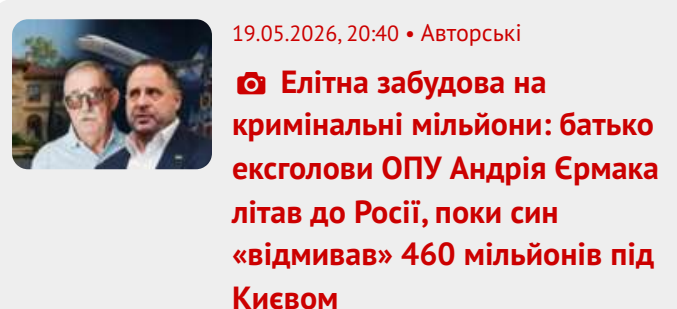 19.05.2026, 20:40 • Авторські
Елітна забудова на
кримінальні мільйони: батько
ексголови ОПУ Андрія Єрмака
літав до Росії, поки син
«відмивав» 460 мільйонів під
Києвом